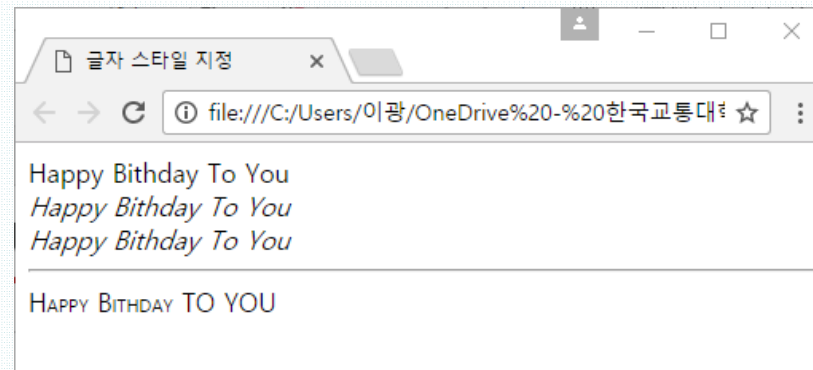 글자 스타일 지정
file:///C:/Users/이광/OneDrive%20-%20한국교통대
Happy Bithday To You
Happy Bithday To You
Happy Bithday To You
Happy Bithday TO YOU